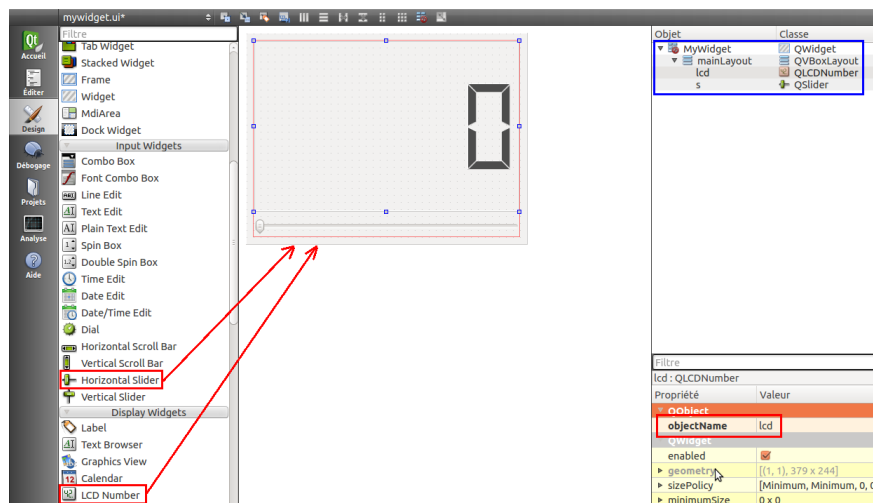 mywidget.ui*
Qt
Accueil
Éditer
Design
Débogage
Projets
Analyse
Aide
Filtre
Tab Widget
Stacked Widget
Frame
Widget
MdiArea
Dock Widget
Input Widgets
Combo Box
Font Combo Box
Line Edit
Text Edit
Plain Text Edit
Spin Box
Double Spin Box
Time Edit
Date Edit
Date/Time Edit
Dial
Horizontal Scroll Bar
Vertical Scroll Bar
Horizontal Slider
Vertical Slider
Display Widgets
Label
Text Browser
Graphics View
Calendar
LCD Number
0
Objet Classe
MyWidget QWidget
mainLayout QVBoxLayout
lcd QLCDNumber
s QSlider
Filtre
lcd : QLCDNumber
Propriété Valeur
QObject
objectName lcd
QWidget
enabled
geometry [(1, 1), 379 x 244]
sizePolicy [Minimum, Minimum, 0, 0
minimumSize 0 x 0